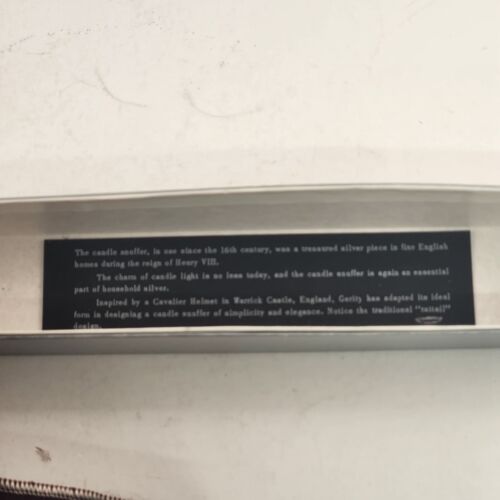 The candle snuffer, in use since the 16th century, was a treasured silver piece in fine English
homes during the reign of Henry VIII.
The charm of candle light is no less today, and the candle snuffer is again an essential
part of household silver.
Inspired by a Cavalier Helmet in Warrick Castle, England, Gerity has adapted its ideal
form in designing a candle snuffer of simplicity and elegance. Notice the traditional "rattail"
design.